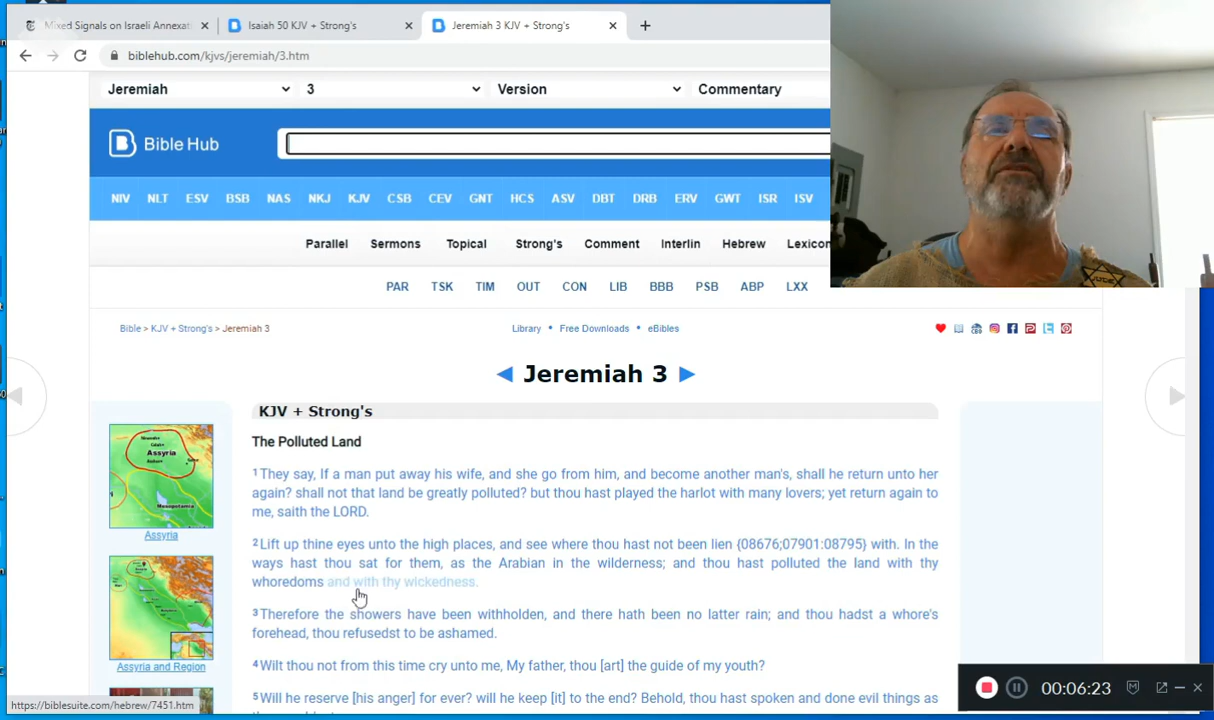 Mixed Signals on Israeli Annexat
Isaiah 50 KJV + Strong's
Jeremiah 3 KJV + Strong's
biblehub.com/kjvs/jeremiah/3.htm
Jeremiah 3 Version Commentary
Bible Hub
NIV NLT ESV BSB NAS NKJ KJV CSB CEV GNT HCS ASV DBT DRB ERV GWT ISR ISV
Parallel Sermons Topical Strong's Comment Interlin Hebrew Lexicon
PAR TSK TIM OUT CON LIB BBB PSB ABP LXX
Bible > KJV + Strong's > Jeremiah 3
Library • Free Downloads • eBibles
Jeremiah 3
KJV + Strong's
The Polluted Land
1They say, If a man put away his wife, and she go from him, and become another man's, shall he return unto her
again? shall not that land be greatly polluted? but thou hast played the harlot with many lovers; yet return again to
me, saith the LORD.
2Lift up thine eyes unto the high places, and see where thou hast not been lien {08676;07901:08795} with. In the
ways hast thou sat for them, as the Arabian in the wilderness; and thou hast polluted the land with thy
whoredoms and with thy wickedness.
3Therefore the showers have been withholden, and there hath been no latter rain; and thou hadst a whore's
forehead, thou refusedst to be ashamed.
4Wilt thou not from this time cry unto me, My father, thou [art] the guide of my youth?
5Will he reserve [his anger] for ever? will he keep [it] to the end? Behold, thou hast spoken and done evil things as
Assyria
Assyria
Mesopotamia
Assyria and Region
https://biblesuite.com/hebrew/7451.htm
00:06:23